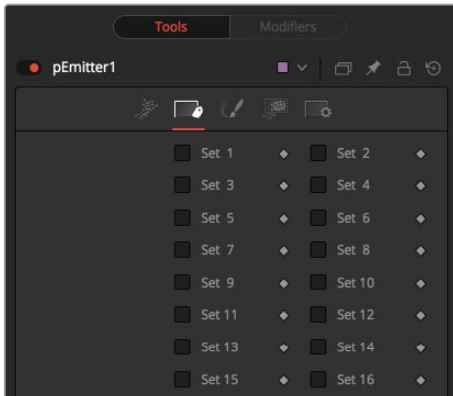 Tools Modifiers
pEmitter1
Set 1 Set 2
Set 3 Set 4
Set 5 Set 6
Set 7 Set 8
Set 9 Set 10
Set 11 Set 12
Set 13 Set 14
Set 15 Set 16